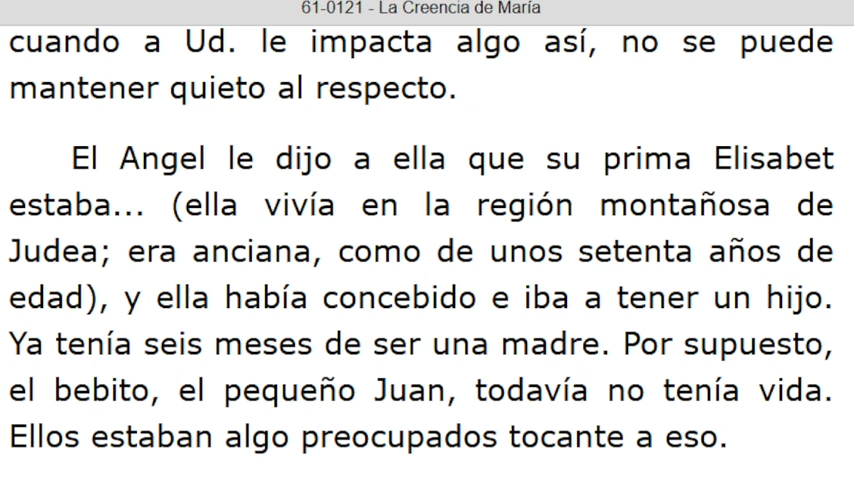 61-0121 - La Creencia de María
cuando a Ud. le impacta algo así, no se puede
mantener quieto al respecto.
El Angel le dijo a ella que su prima Elisabet
estaba... (ella vivía en la región montañosa de
Judea; era anciana, como de unos setenta años de
edad), y ella había concebido e iba a tener un hijo.
Ya tenía seis meses de ser una madre. Por supuesto,
el bebito, el pequeño Juan, todavía no tenía vida.
Ellos estaban algo preocupados tocante a eso.